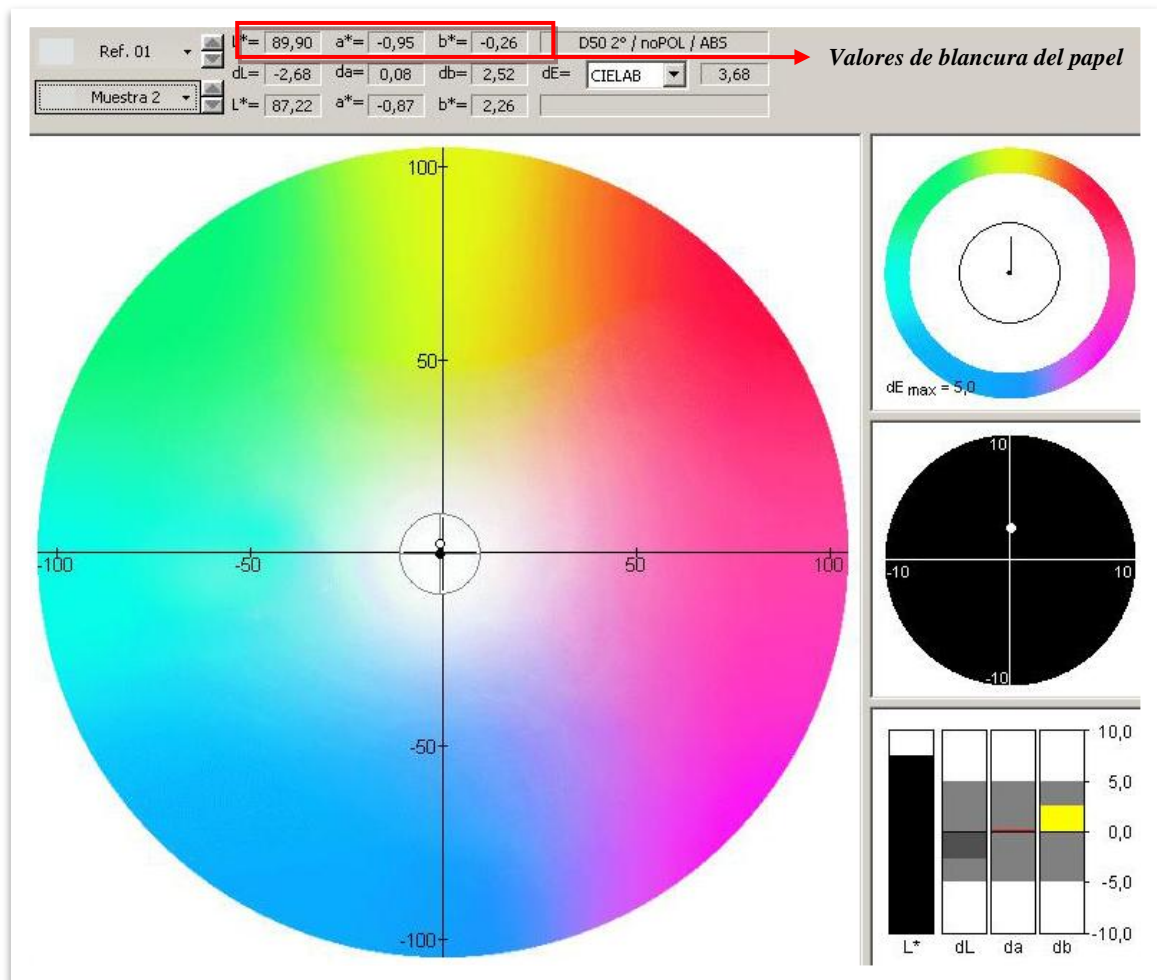 Ref. 01 L*= 89,90 a*= -0,95 b*= -0,26 D50 2° / noPOL / ABS
Valores de blancura del papel
dL= -2,68 da= 0,08 db= 2,52 dE= CIELAB 3,68
Muestra 2 L*= 87,22 a*= -0,87 b*= 2,26
100
50
-100 -50 50 100
-50
-100
dE max = 5,0
10
-10 10
-10
10,0
5,0
0,0
-5,0
-10,0
L* dL da db